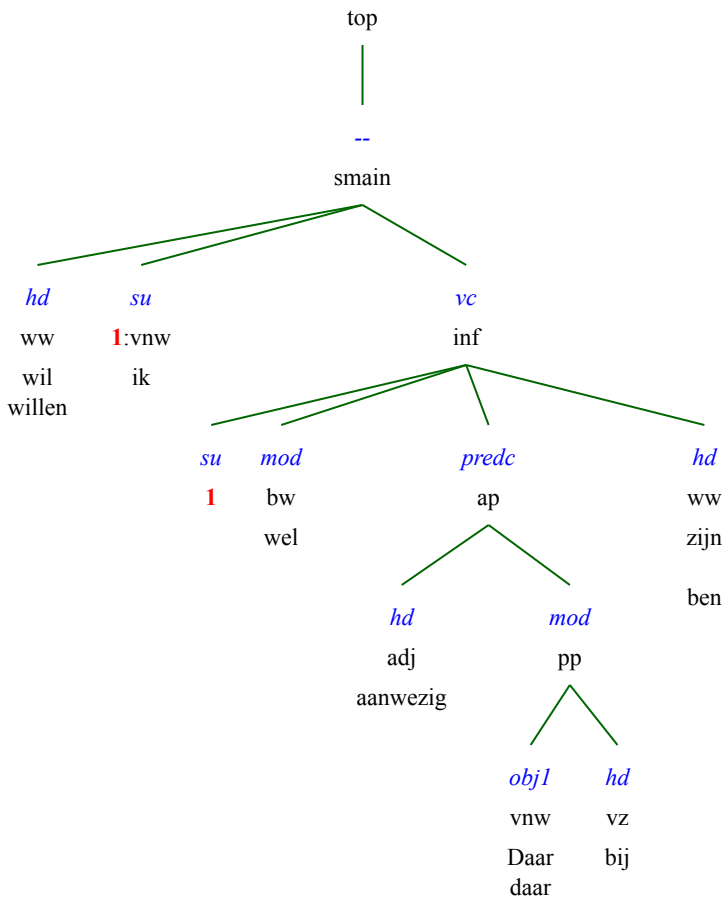 top
--
smain
hd su vc
ww 1:vnw inf
wil ik
willen
su mod predc hd
1 bw ap ww
wel zijn
ben
hd mod
adj pp
aanwezig
obj1 hd
vnw vz
Daar bij
daar